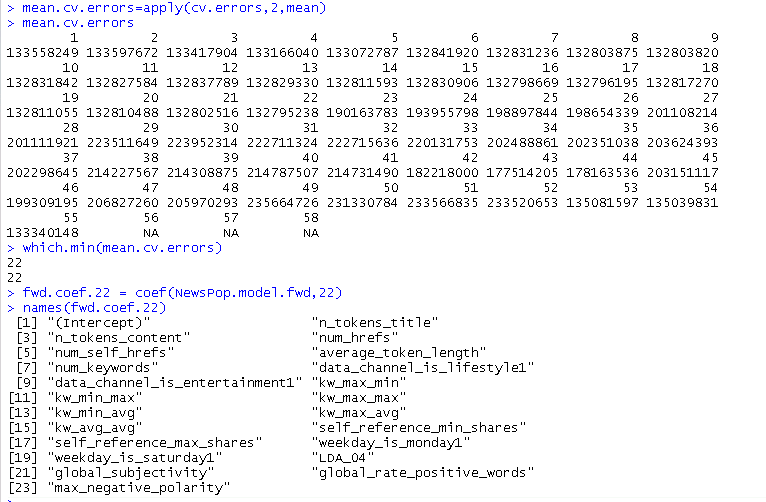 > mean.cv.errors=apply(cv.errors,2,mean)
> mean.cv.errors
1 2 3 4 5 6 7 8 9
133558249 133597672 133417904 133166040 133072787 132841920 132831236 132803875 132803820
10 11 12 13 14 15 16 17 18
132831842 132827584 132837789 132829330 132811593 132830906 132798669 132796195 132817270
19 20 21 22 23 24 25 26 27
132811055 132810488 132802516 132795238 190163783 193955798 198897844 198654339 201108214
28 29 30 31 32 33 34 35 36
201111921 223511649 223952314 222711324 222715636 220131753 202488861 202351038 203624393
37 38 39 40 41 42 43 44 45
202298645 214227567 214308875 214787507 214731490 182218000 177514205 178163536 203151117
46 47 48 49 50 51 52 53 54
199309195 206827260 205970293 235664726 231330784 233566835 233520653 135081597 135039831
55 56 57 58
133340148 NA NA NA
> which.min(mean.cv.errors)
22
22
> fwd.coef.22 = coef(NewsPop.model.fwd,22)
> names(fwd.coef.22)
[1] "(Intercept)" "n_tokens_title"
[3] "n_tokens_content" "num_hrefs"
[5] "num_self_hrefs" "average_token_length"
[7] "num_keywords" "data_channel_is_lifestyle1"
[9] "data_channel_is_entertainment1" "kw_max_min"
[11] "kw_min_max" "kw_max_max"
[13] "kw_min_avg" "kw_max_avg"
[15] "kw_avg_avg" "self_reference_min_shares"
[17] "self_reference_max_shares" "weekday_is_monday1"
[19] "weekday_is_saturday1" "LDA_04"
[21] "global_subjectivity" "global_rate_positive_words"
[23] "max_negative_polarity"